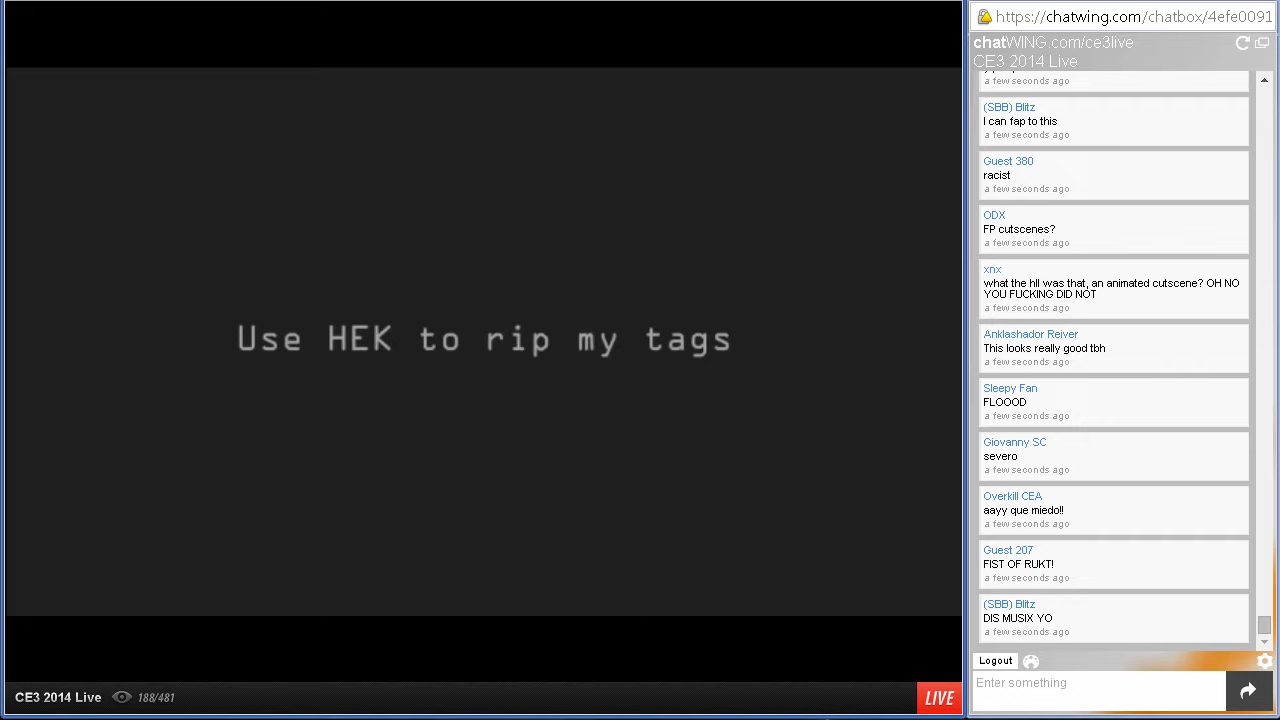 Use HEK to rip my tags
CE3 2014 Live
188/481
LIVE
https://chatwing.com/chatbox/4efe0091
chatWING.com/ce3live
CE3 2014 Live
a few seconds ago
(SBB) Blitz
I can fap to this
a few seconds ago
Guest 380
racist
a few seconds ago
ODX
FP cutscenes?
a few seconds ago
xnx
what the hll was that, an animated cutscene? OH NO
YOU FUCKING DID NOT
a few seconds ago
Anklashador Reiver
This looks really good tbh
a few seconds ago
Sleepy Fan
FLOOOD
a few seconds ago
Giovanny SC
severo
a few seconds ago
Overkill CEA
aayy que miedo!!
a few seconds ago
Guest 207
FIST OF RUKT!
a few seconds ago
(SBB) Blitz
DIS MUSIX YO
a few seconds ago
Logout
Enter something